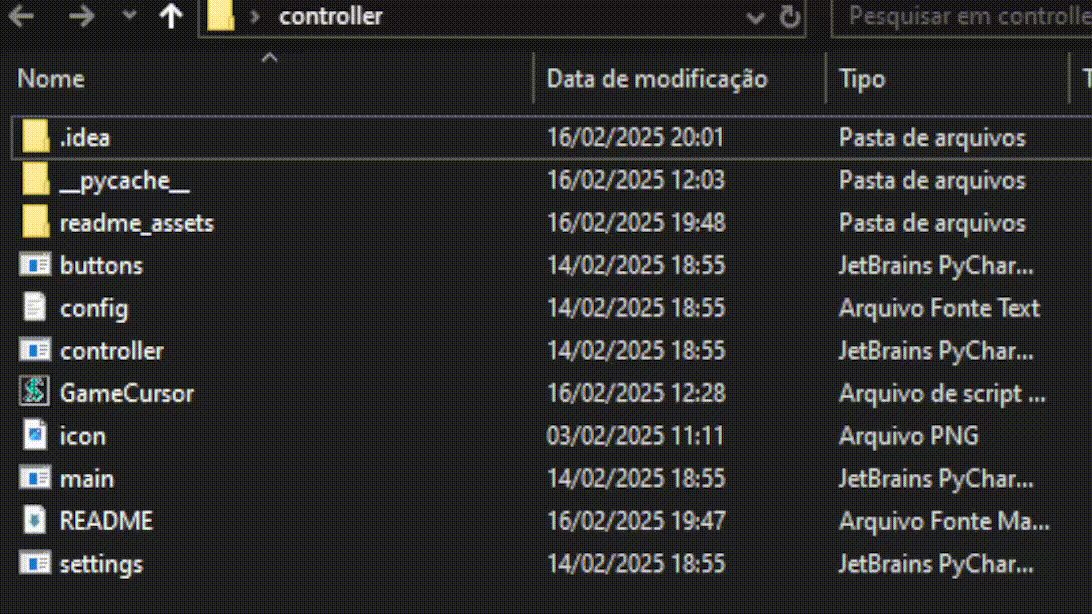 controller
Pesquisar em controlle
Nome Data de modificação Tipo T
.idea 16/02/2025 20:01 Pasta de arquivos
__pycache__ 16/02/2025 12:03 Pasta de arquivos
readme_assets 16/02/2025 19:48 Pasta de arquivos
buttons 14/02/2025 18:55 JetBrains PyChar...
config 14/02/2025 18:55 Arquivo Fonte Text
controller 14/02/2025 18:55 JetBrains PyChar...
GameCursor 16/02/2025 12:28 Arquivo de script ...
icon 03/02/2025 11:11 Arquivo PNG
main 14/02/2025 18:55 JetBrains PyChar...
README 16/02/2025 19:47 Arquivo Fonte Ma...
settings 14/02/2025 18:55 JetBrains PyChar...